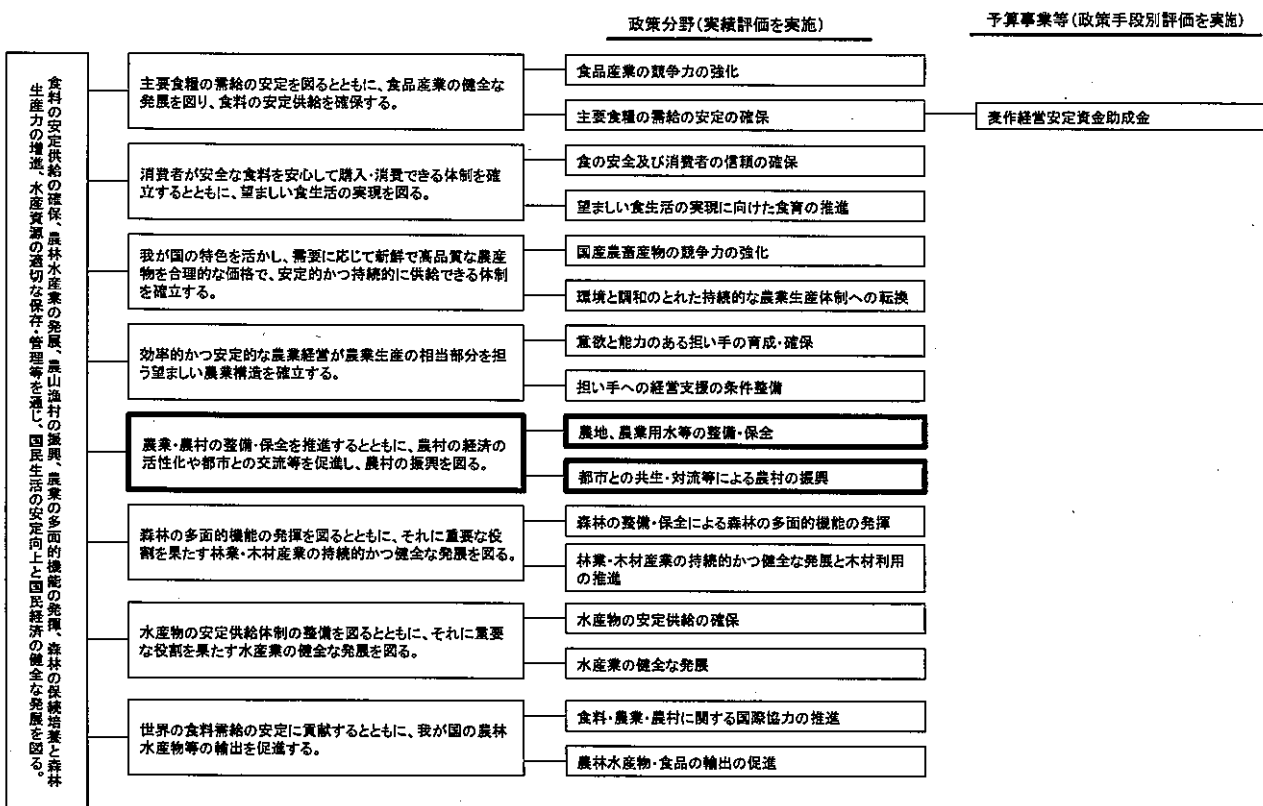 政策分野(実績評価を実施)
予算事業等(政策手段別評価を実施)
食料の安定供給の確保、農林水産業の発展、農山漁村の振興、農業の多面的機能の発揮、森林の保続培養と森林
生産力の増進、水産資源の適切な保存・管理等を通じ、国民生活の安定向上と国民経済の健全な発展を図る。
主要食糧の需給の安定を図るとともに、食品産業の健全な
発展を図り、食料の安定供給を確保する。
食品産業の競争力の強化
主要食糧の需給の安定の確保
麦作経営安定資金助成金
消費者が安全な食料を安心して購入・消費できる体制を確
立するとともに、望ましい食生活の実現を図る。
食の安全及び消費者の信頼の確保
望ましい食生活の実現に向けた食育の推進
我が国の特色を活かし、需要に応じて新鮮で高品質な農産
物を合理的な価格で、安定的かつ持続的に供給できる体制
を確立する。
国産農畜産物の競争力の強化
環境と調和のとれた持続的な農業生産体制への転換
効率的かつ安定的な農業経営が農業生産の相当部分を担
う望ましい農業構造を確立する。
意欲と能力のある担い手の育成・確保
担い手への経営支援の条件整備
農業・農村の整備・保全を推進するとともに、農村の経済の
活性化や都市との交流等を促進し、農村の振興を図る。
農地、農業用水等の整備・保全
都市との共生・対流等による農村の振興
森林の多面的機能の発揮を図るとともに、それに重要な役
割を果たす林業・木材産業の持続的かつ健全な発展を図る。
森林の整備・保全による森林の多面的機能の発揮
林業・木材産業の持続的かつ健全な発展と木材利用
の推進
水産物の安定供給体制の整備を図るとともに、それに重要
な役割を果たす水産業の健全な発展を図る。
水産物の安定供給の確保
水産業の健全な発展
世界の食料需給の安定に貢献するとともに、我が国の農林
水産物等の輸出を促進する。
食料・農業・農村に関する国際協力の推進
農林水産物・食品の輸出の促進